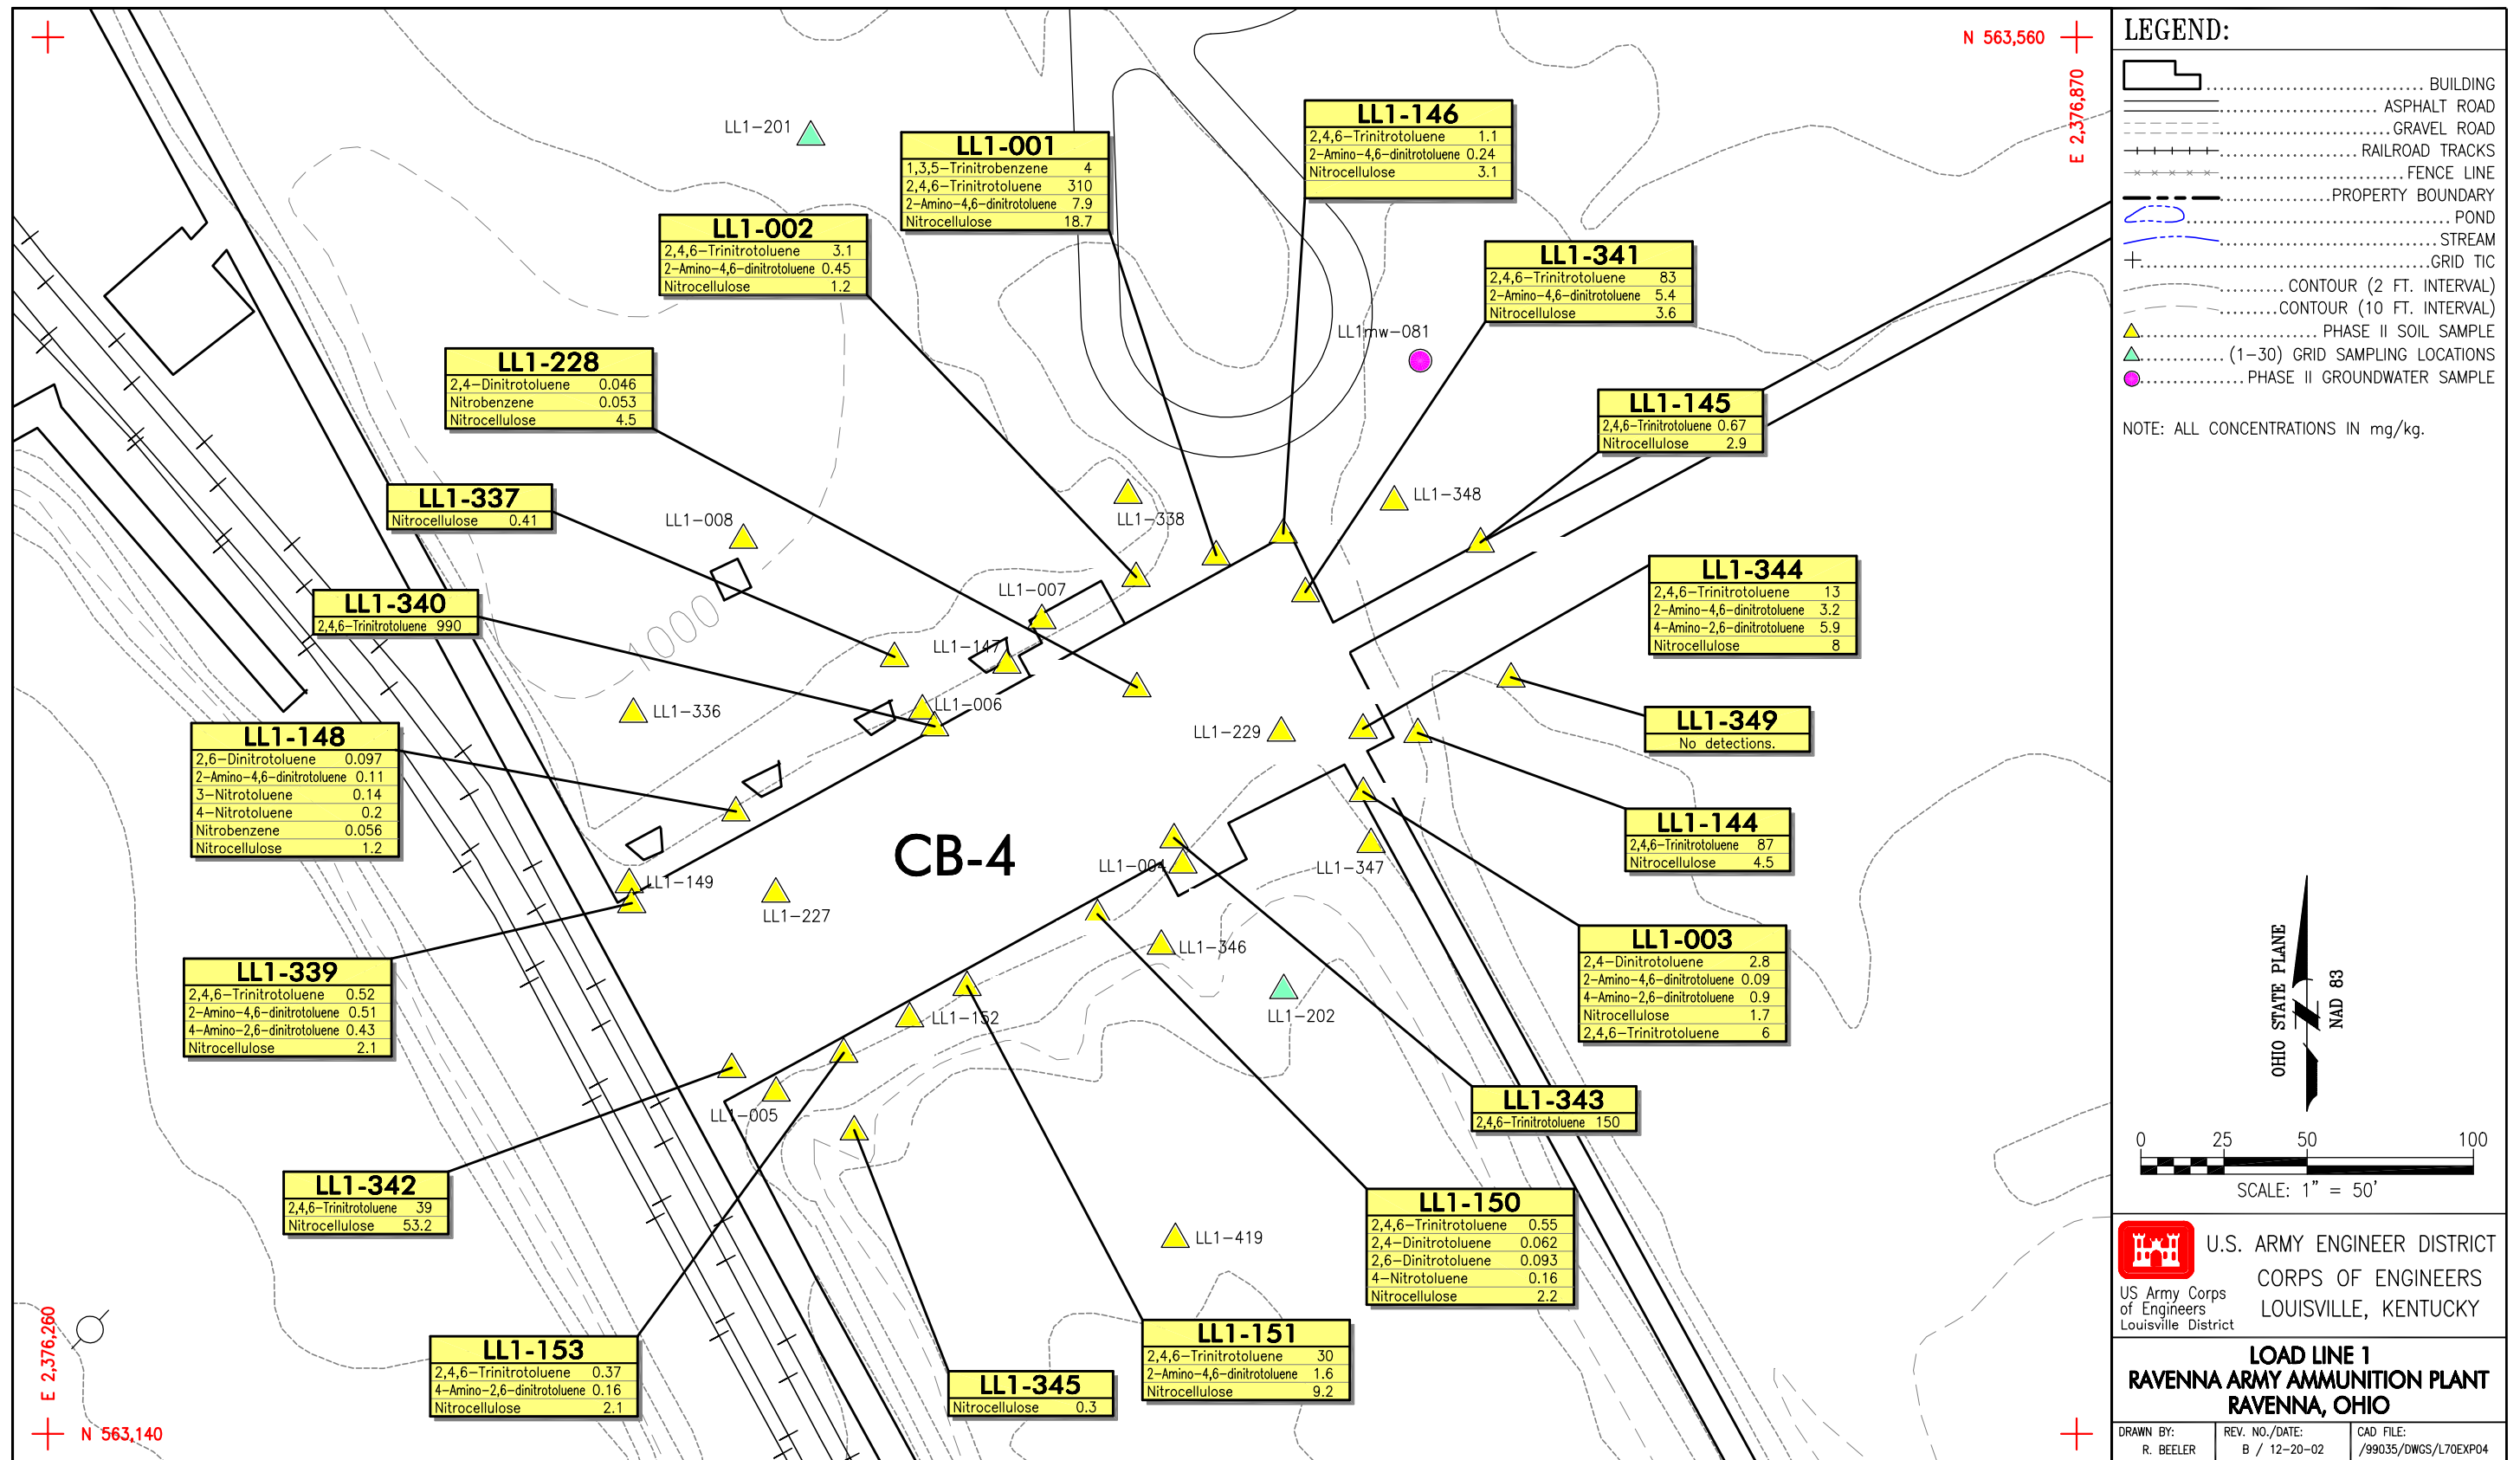 N 563,560
E 2,376,870
LL1-201
LL1-146
2,4,6-Trinitrotoluene 1.1
2-Amino-4,6-dinitrotoluene 0.24
Nitrocellulose 3.1
LL1-001
1,3,5-Trinitrobenzene 4
2,4,6-Trinitrotoluene 310
2-Amino-4,6-dinitrotoluene 7.9
Nitrocellulose 18.7
LL1-002
2,4,6-Trinitrotoluene 3.1
2-Amino-4,6-dinitrotoluene 0.45
Nitrocellulose 1.2
LL1-341
2,4,6-Trinitrotoluene 83
2-Amino-4,6-dinitrotoluene 5.4
Nitrocellulose 3.6
LL1mw-081
LL1-228
2,4-Dinitrotoluene 0.046
Nitrobenzene 0.053
Nitrocellulose 4.5
LL1-145
2,4,6-Trinitrotoluene 0.67
Nitrocellulose 2.9
LL1-337
Nitrocellulose 0.41
LL1-008
LL1-338
LL1-348
LL1-340
2,4,6-Trinitrotoluene 990
1000
LL1-007
LL1-147
LL1-344
2,4,6-Trinitrotoluene 13
2-Amino-4,6-dinitrotoluene 3.2
4-Amino-2,6-dinitrotoluene 5.9
Nitrocellulose 8
LL1-336
LL1-006
LL1-229
LL1-349
No detections.
LL1-148
2,6-Dinitrotoluene 0.097
2-Amino-4,6-dinitrotoluene 0.11
3-Nitrotoluene 0.14
4-Nitrotoluene 0.2
Nitrobenzene 0.056
Nitrocellulose 1.2
LL1-144
2,4,6-Trinitrotoluene 87
Nitrocellulose 4.5
CB-4
LL1-004
LL1-347
LL1-149
LL1-227
LL1-346
LL1-003
2,4-Dinitrotoluene 2.8
2-Amino-4,6-dinitrotoluene 0.09
4-Amino-2,6-dinitrotoluene 0.9
Nitrocellulose 1.7
2,4,6-Trinitrotoluene 6
LL1-339
2,4,6-Trinitrotoluene 0.52
2-Amino-4,6-dinitrotoluene 0.51
4-Amino-2,6-dinitrotoluene 0.43
Nitrocellulose 2.1
LL1-152
LL1-202
LL1-005
LL1-343
2,4,6-Trinitrotoluene 150
LL1-342
2,4,6-Trinitrotoluene 39
Nitrocellulose 53.2
LL1-150
2,4,6-Trinitrotoluene 0.55
2,4-Dinitrotoluene 0.062
2,6-Dinitrotoluene 0.093
4-Nitrotoluene 0.16
Nitrocellulose 2.2
LL1-419
LL1-153
2,4,6-Trinitrotoluene 0.37
4-Amino-2,6-dinitrotoluene 0.16
Nitrocellulose 2.1
LL1-345
Nitrocellulose 0.3
LL1-151
2,4,6-Trinitrotoluene 30
2-Amino-4,6-dinitrotoluene 1.6
Nitrocellulose 9.2
E 2,376,260
N 563,140
LEGEND:
BUILDING
ASPHALT ROAD
GRAVEL ROAD
RAILROAD TRACKS
FENCE LINE
PROPERTY BOUNDARY
POND
STREAM
GRID TIC
CONTOUR (2 FT. INTERVAL)
CONTOUR (10 FT. INTERVAL)
PHASE II SOIL SAMPLE
(1-30) GRID SAMPLING LOCATIONS
PHASE II GROUNDWATER SAMPLE
NOTE: ALL CONCENTRATIONS IN mg/kg.
OHIO STATE PLANE
NAD 83
0 25 50 100
SCALE: 1" = 50'
U.S. ARMY ENGINEER DISTRICT
CORPS OF ENGINEERS
LOUISVILLE, KENTUCKY
US Army Corps
of Engineers
Louisville District
LOAD LINE 1
RAVENNA ARMY AMMUNITION PLANT
RAVENNA, OHIO
DRAWN BY:
R. BEELER
REV. NO./DATE:
B / 12-20-02
CAD FILE:
/99035/DWGS/L70EXP04